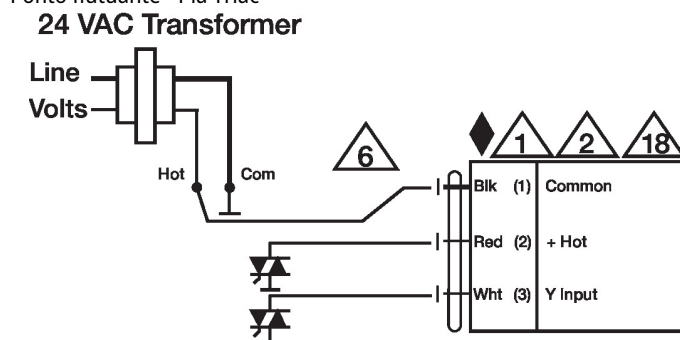 24 VAC Transformer
Line
Volts
Hot
Com
6
1
2
18
Blk (1) Common
Red (2) + Hot
Wht (3) Y Input